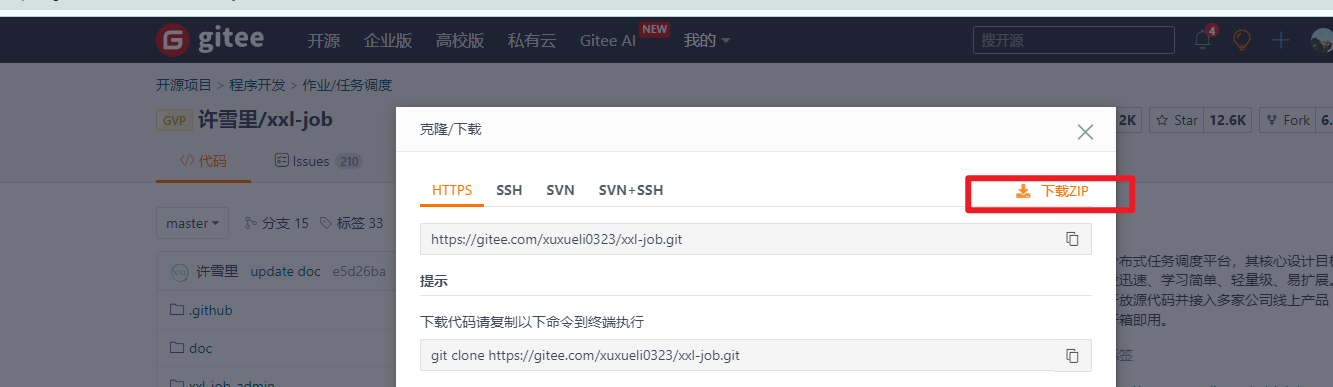 gitee 开源 企业版 高校版 私有云 Gitee AI NEW 我的 搜开源 4
开源项目 > 程序开发 > 作业/任务调度
GVP 许雪里/xxl-job
2K Star 12.6K Fork 6.
代码 Issues 210
master 分支 15 标签 33
许雪里 update doc e5d26ba
.github
doc
xxl-job-admin
克隆/下载
HTTPS SSH SVN SVN+SSH 下载ZIP
https://gitee.com/xuxueli0323/xxl-job.git
提示
下载代码请复制以下命令到终端执行
git clone https://gitee.com/xuxueli0323/xxl-job.git
布式任务调度平台，其核心设计目标
迅速、学习简单、轻量级、易扩展。
放源代码并接入多家公司线上产品
箱即用。
签